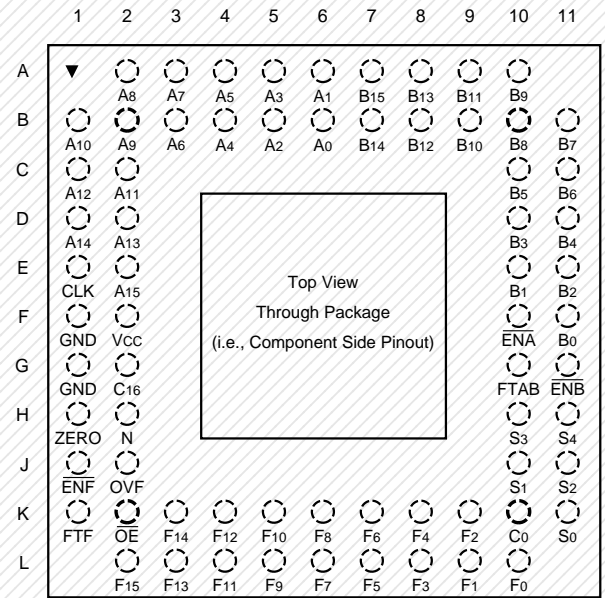 1 2 3 4 5 6 7 8 9 10 11
A
A8 A7 A5 A3 A1 B15 B13 B11 B9
B
A10 A9 A6 A4 A2 A0 B14 B12 B10 B8 B7
C
A12 A11 B5 B6
D
A14 A13 B3 B4
E
CLK A15 B1 B2
Top View
Through Package
(i.e., Component Side Pinout)
F
GND VCC ENA B0
G
GND C16 FTAB ENB
H
ZERO N S3 S4
J
ENF OVF S1 S2
K
FTF OE F14 F12 F10 F8 F6 F4 F2 C0 S0
L
F15 F13 F11 F9 F7 F5 F3 F1 F0